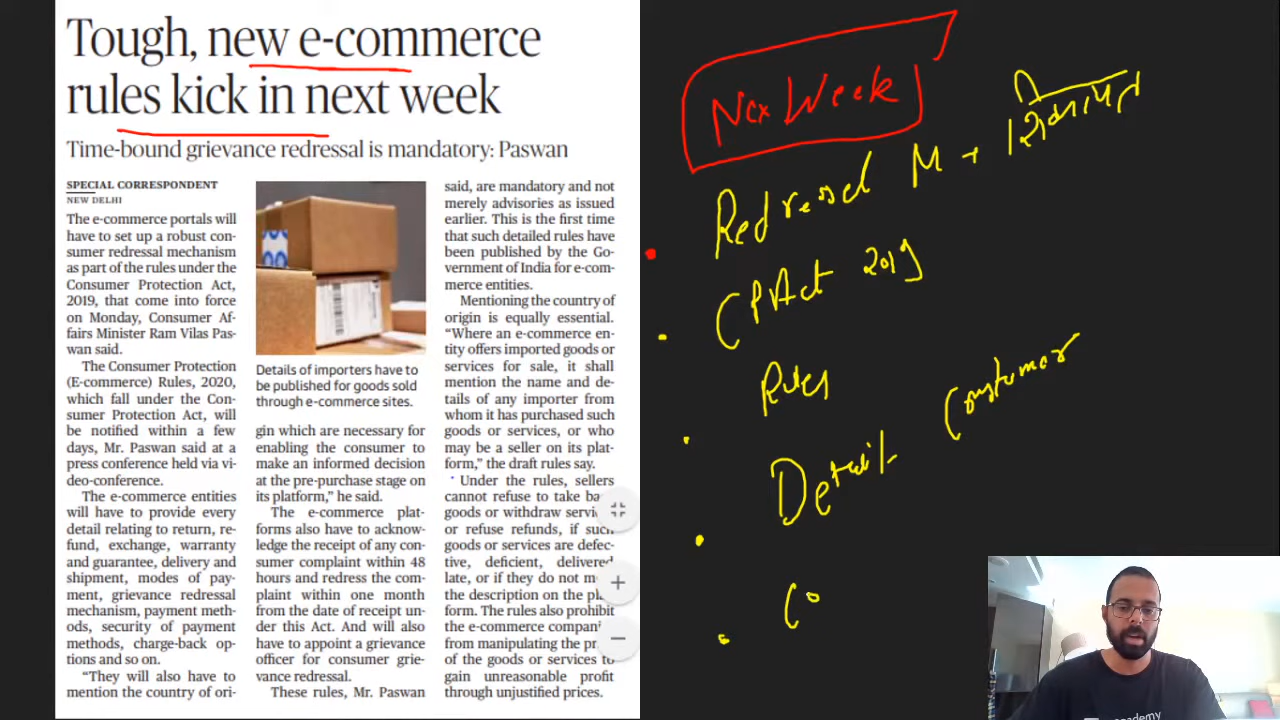 Tough, new e-commerce
rules kick in next week
Time-bound grievance redressal is mandatory: Paswan
SPECIAL CORRESPONDENT
NEW DELHI
The e-commerce portals will
have to set up a robust con-
sumer redressal mechanism
as part of the rules under the
Consumer Protection Act,
2019, that come into force
on Monday, Consumer Af-
fairs Minister Ram Vilas Pas-
wan said.
The Consumer Protection
(E-commerce) Rules, 2020,
which fall under the Con-
sumer Protection Act, will
be notified within a few
days, Mr. Paswan said at a
press conference held via vi-
deo-conference.
The e-commerce entities
will have to provide every
detail relating to return, re-
fund, exchange, warranty
and guarantee, delivery and
shipment, modes of pay-
ment, grievance redressal
mechanism, payment meth-
ods, security of payment
methods, charge-back op-
tions and so on.
"They will also have to
mention the country of ori-
Details of importers have to
be published for goods sold
through e-commerce sites.
gin which are necessary for
enabling the consumer to
make an informed decision
at the pre-purchase stage on
its platform," he said.
The e-commerce plat-
forms also have to acknow-
ledge the receipt of any con-
sumer complaint within 48
hours and redress the com-
plaint within one month
from the date of receipt un-
der this Act. And will also
have to appoint a grievance
officer for consumer grie-
vance redressal.
These rules, Mr. Paswan
said, are mandatory and not
merely advisories as issued
earlier. This is the first time
that such detailed rules have
been published by the Go-
vernment of India for e-com-
merce entities.
Mentioning the country of
origin is equally essential.
"Where an e-commerce en-
tity offers imported goods or
services for sale, it shall
mention the name and de-
tails of any importer from
whom it has purchased such
goods or services, or who
may be a seller on its plat-
form," the draft rules say.
Under the rules, sellers
cannot refuse to take ba
goods or withdraw servi
or refuse refunds, if such
goods or services are defec-
tive, deficient, delivered
late, or if they do not m
the description on the pl
form. The rules also prohibit
the e-commerce compani
from manipulating the pr
of the goods or services to
gain unreasonable profit
through unjustified prices.
Nex Week
Redressel M →
CP Act 2019
Rules
Details Constumor
Co
academy